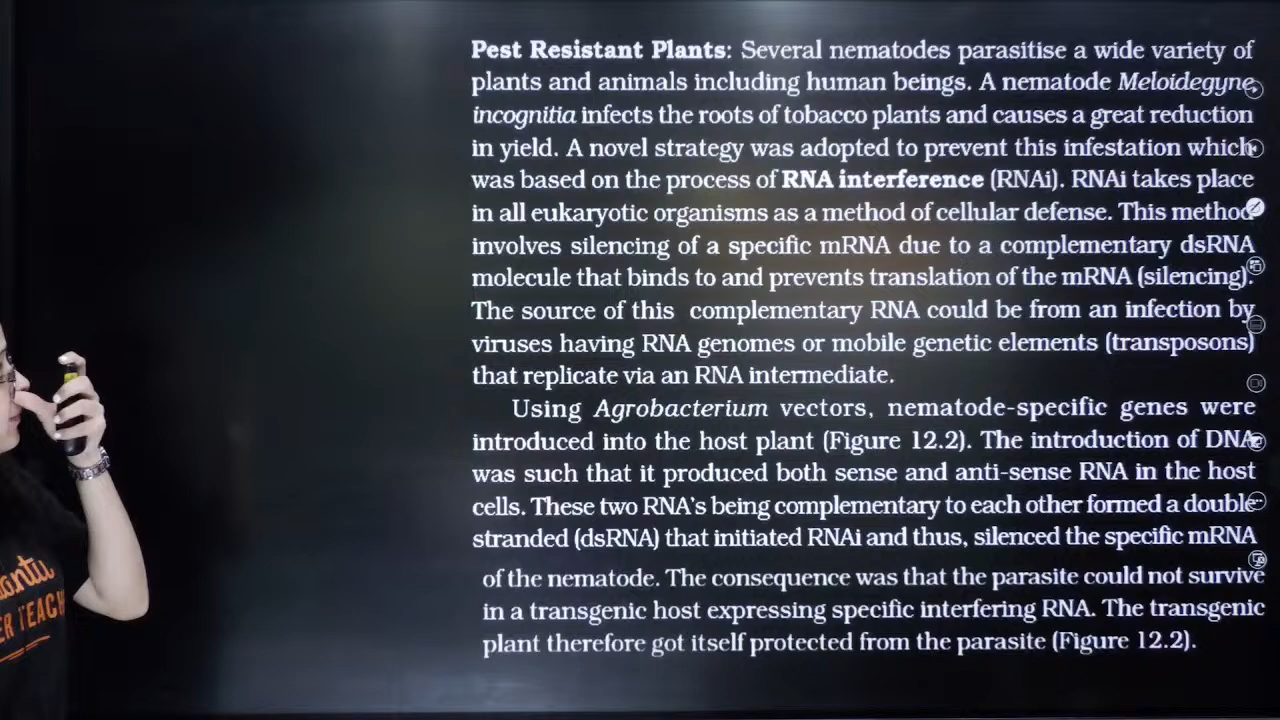 Pest Resistant Plants: Several nematodes parasitise a wide variety of
plants and animals including human beings. A nematode Meloidegyne
incognitia infects the roots of tobacco plants and causes a great reduction
in yield. A novel strategy was adopted to prevent this infestation which
was based on the process of RNA interference (RNAi). RNAi takes place
in all eukaryotic organisms as a method of cellular defense. This method
involves silencing of a specific mRNA due to a complementary dsRNA
molecule that binds to and prevents translation of the mRNA (silencing).
The source of this complementary RNA could be from an infection by
viruses having RNA genomes or mobile genetic elements (transposons)
that replicate via an RNA intermediate.
Using Agrobacterium vectors, nematode-specific genes were
introduced into the host plant (Figure 12.2). The introduction of DNA
was such that it produced both sense and anti-sense RNA in the host
cells. These two RNA's being complementary to each other formed a double
stranded (dsRNA) that initiated RNAi and thus, silenced the specific mRNA
of the nematode. The consequence was that the parasite could not survive
in a transgenic host expressing specific interfering RNA. The transgenic
plant therefore got itself protected from the parasite (Figure 12.2).